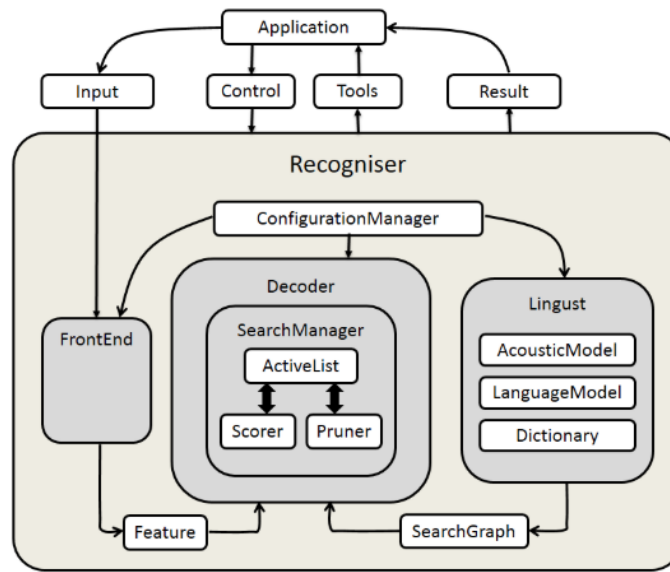 Application
Input
Control
Tools
Result
Recogniser
ConfigurationManager
Decoder
Lingust
SearchManager
FrontEnd
ActiveList
AcousticModel
LanguageModel
Scorer
Pruner
Dictionary
Feature
SearchGraph